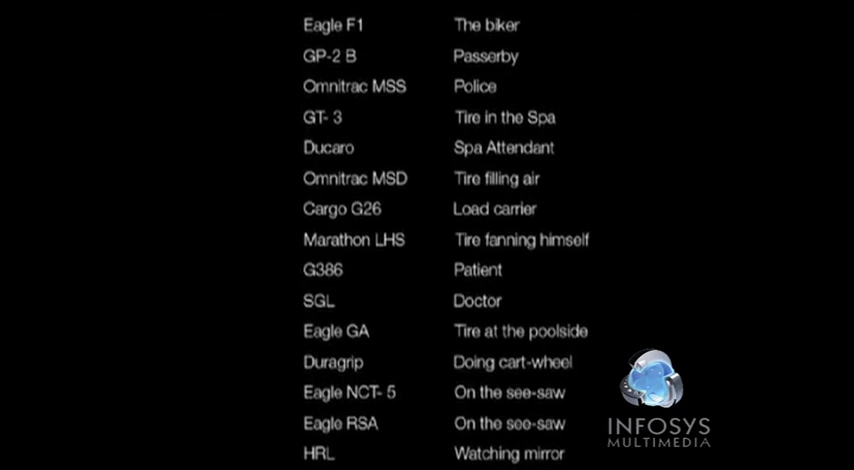 Eagle F1 The biker
GP-2 B Passerby
Omnitrac MSS Police
GT- 3 Tire in the Spa
Ducaro Spa Attendant
Omnitrac MSD Tire filling air
Cargo G26 Load carrier
Marathon LHS Tire fanning himself
G386 Patient
SGL Doctor
Eagle GA Tire at the poolside
Duragrip Doing cart-wheel
Eagle NCT- 5 On the see-saw
Eagle RSA On the see-saw
HRL Watching mirror
INFOSYS
MULTIMEDIA